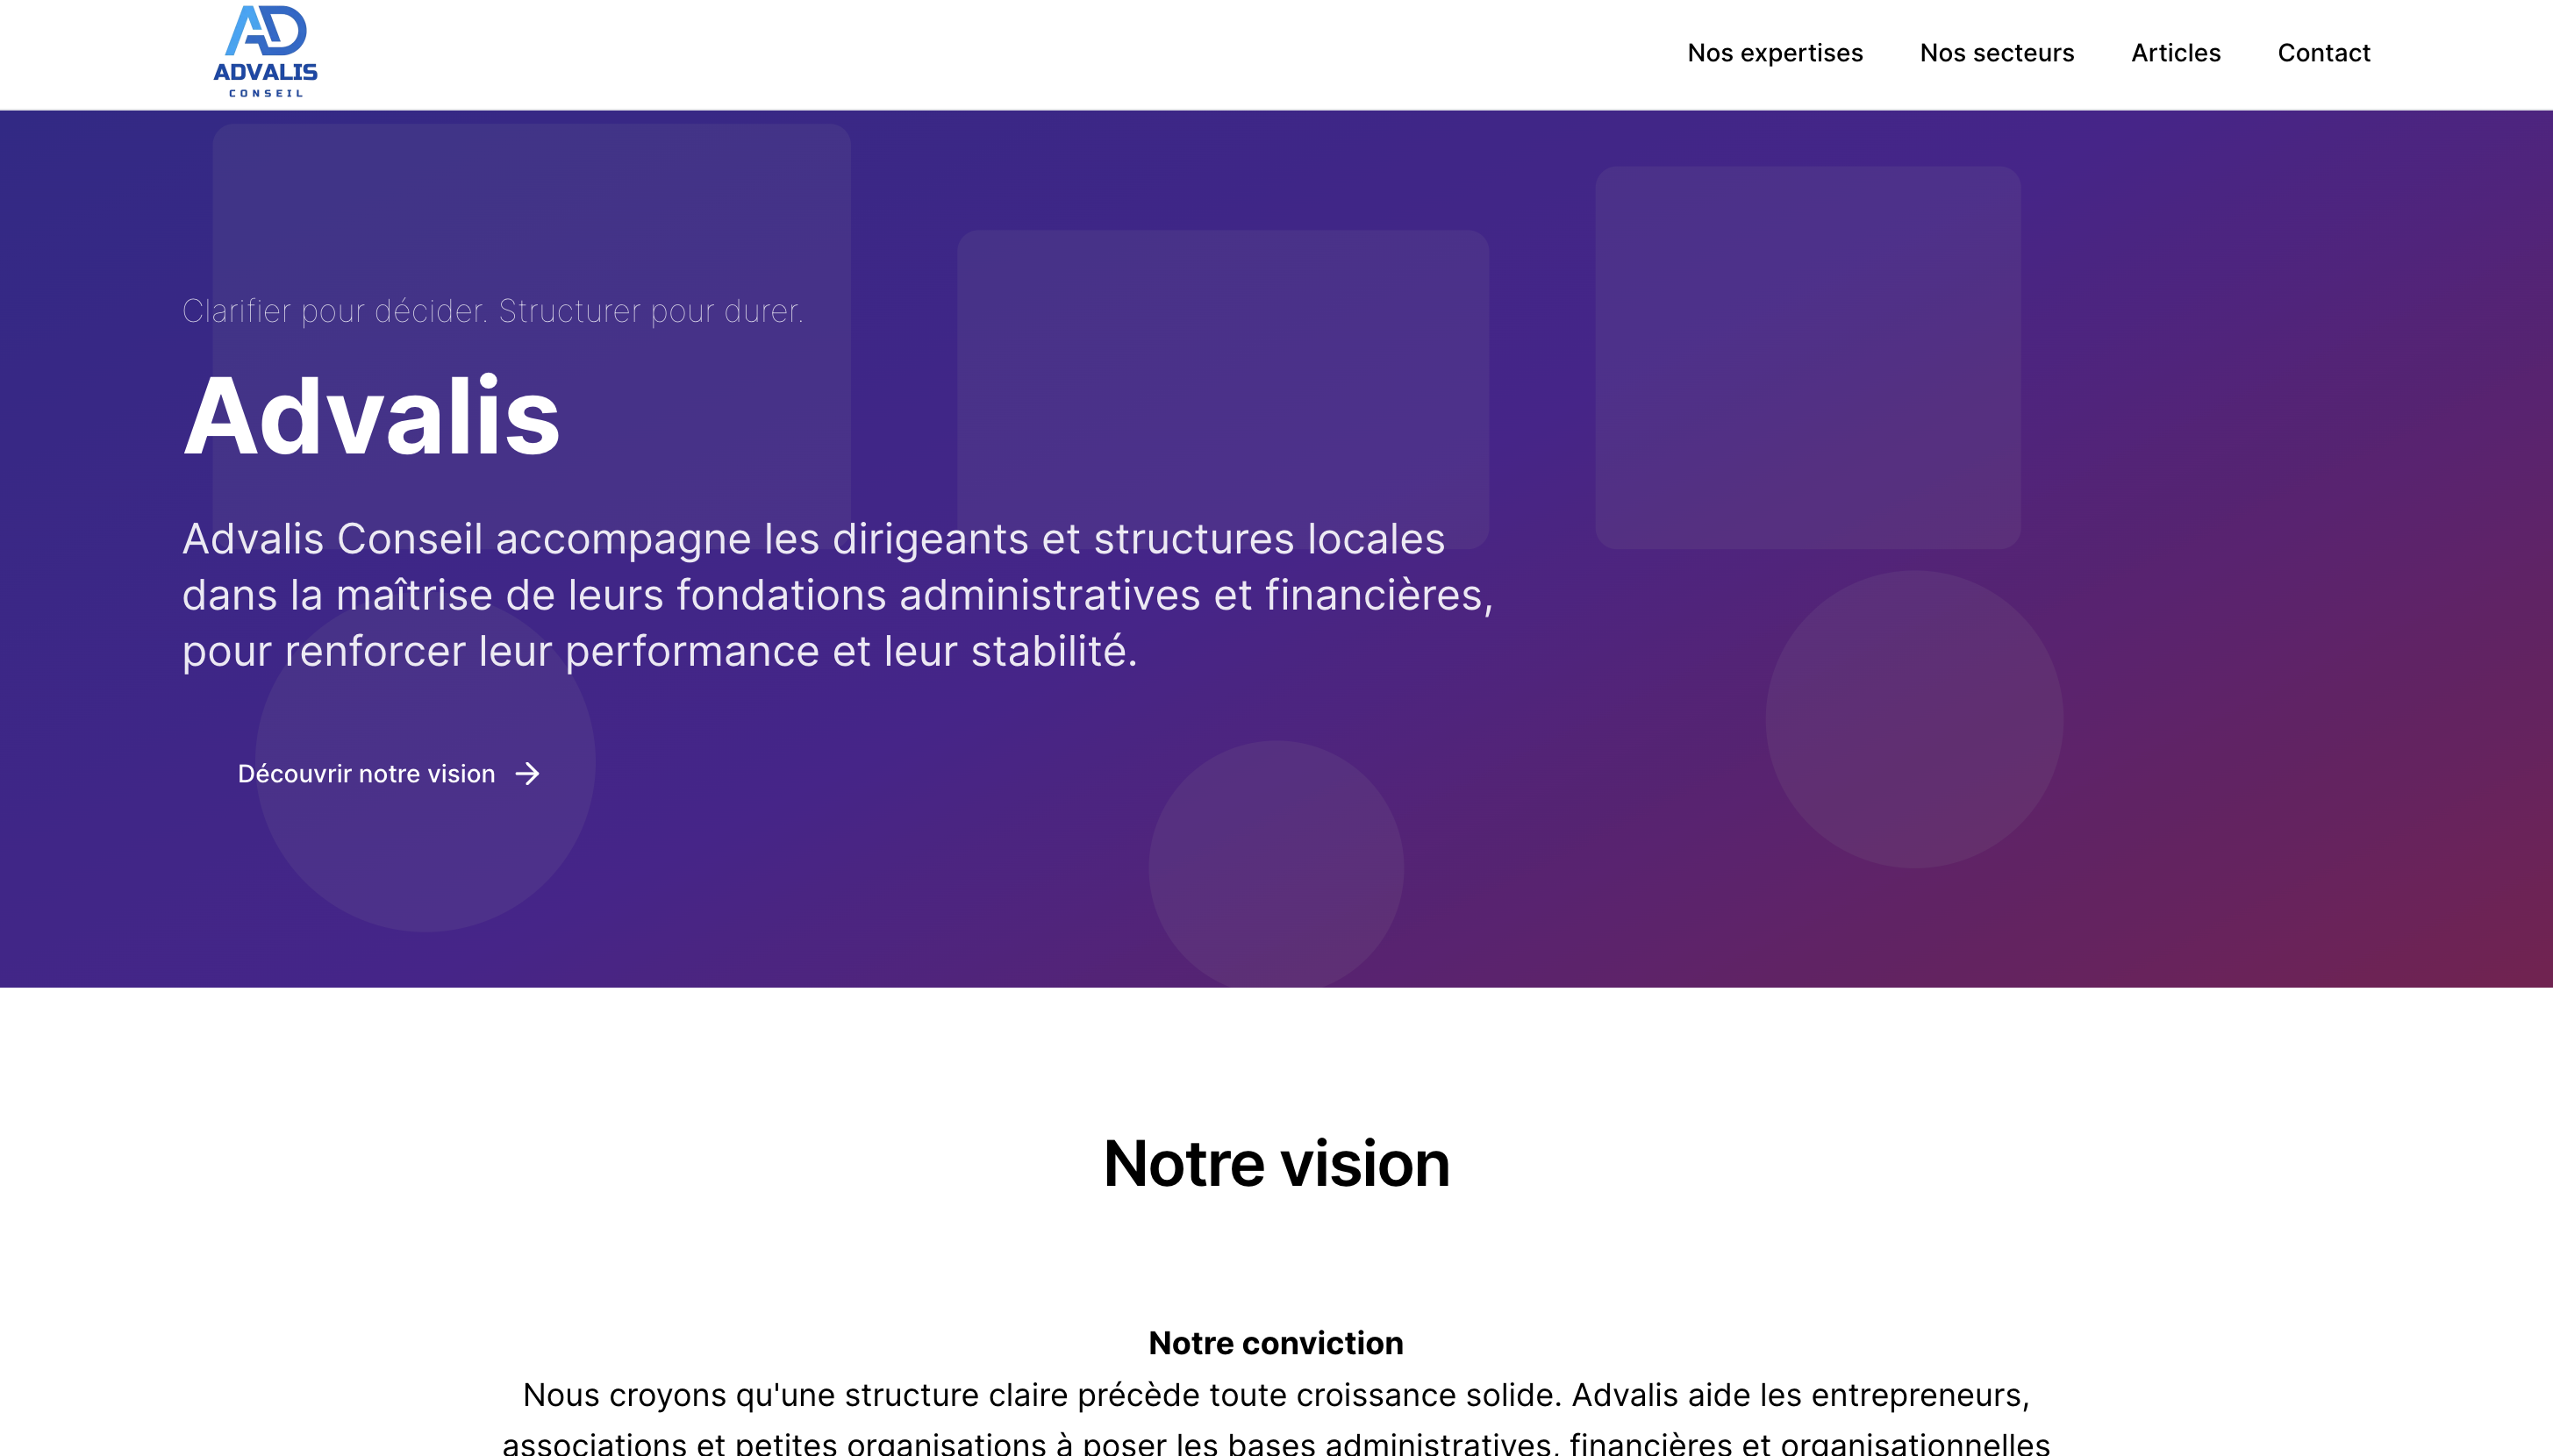 ADVALIS
CONSEIL
Nos expertises
Nos secteurs
Articles
Contact
Clarifier pour décider. Structurer pour durer.
Advalis
Advalis Conseil accompagne les dirigeants et structures locales
dans la maîtrise de leurs fondations administratives et financières,
pour renforcer leur performance et leur stabilité.
Découvrir notre vision →
Notre vision
Notre conviction
Nous croyons qu'une structure claire précède toute croissance solide. Advalis aide les entrepreneurs,
associations et petites organisations à poser les bases administratives, financières et organisationnelles